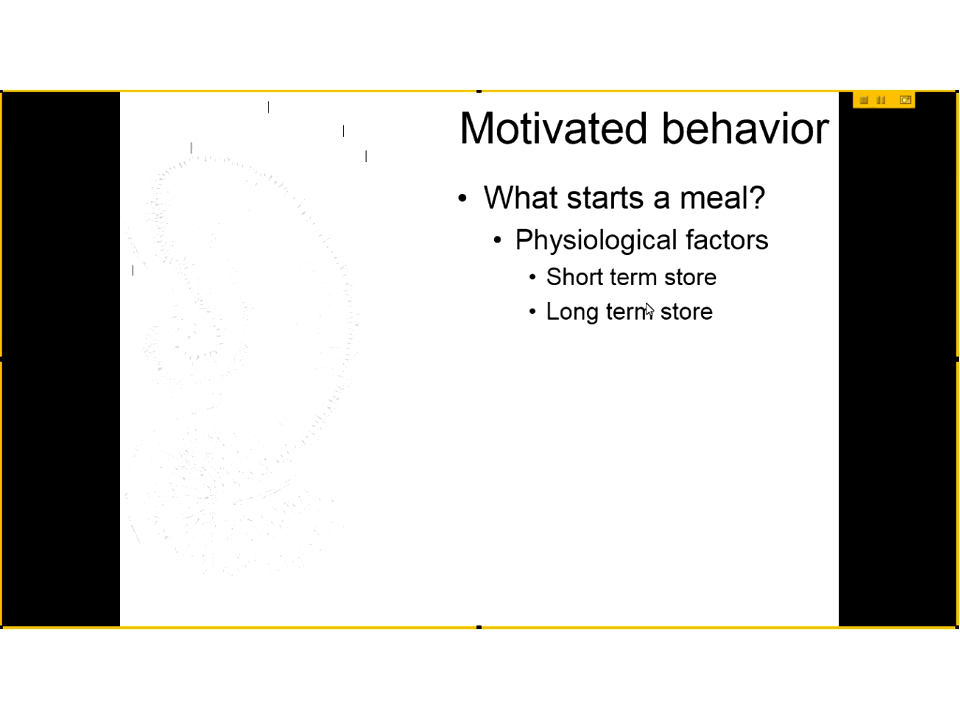 Motivated behavior
• What starts a meal?
• Physiological factors
• Short term store
• Long term store